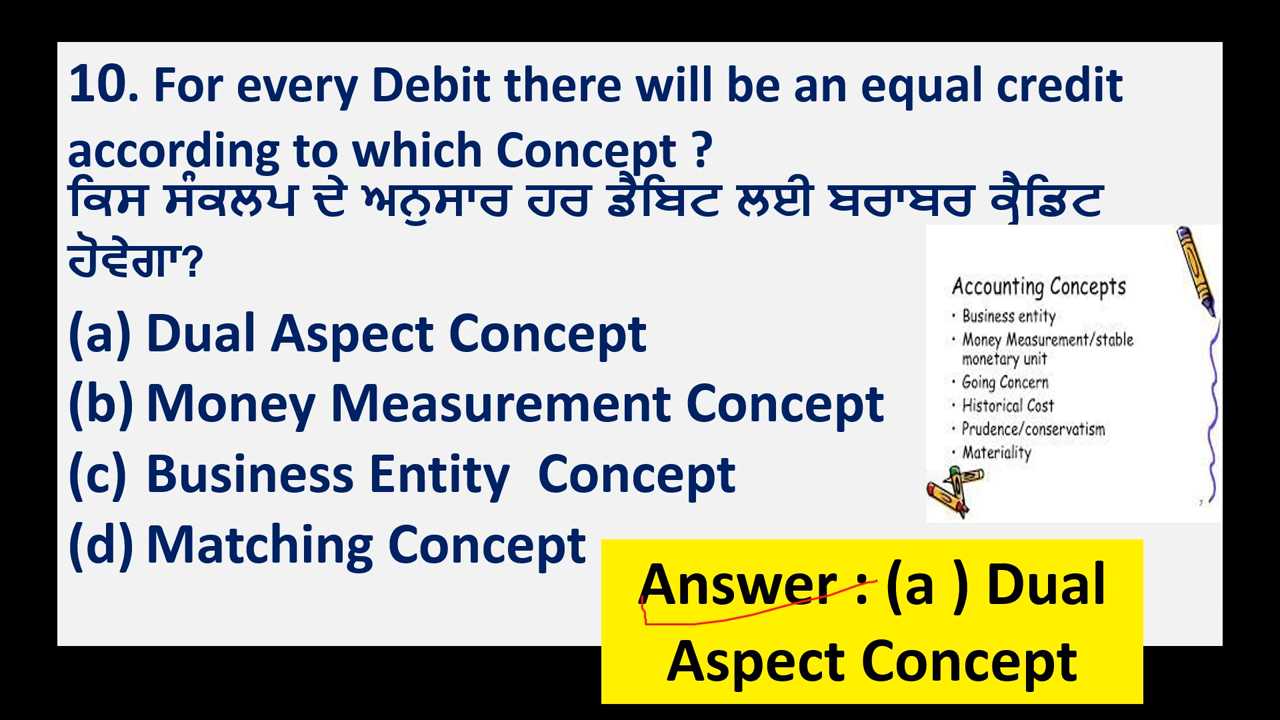 10. For every Debit there will be an equal credit
according to which Concept ?
ਕਿਸ ਸੰਕਲਪ ਦੇ ਅਨੁਸਾਰ ਹਰ ਡੈਬਿਟ ਲਈ ਬਰਾਬਰ ਕ੍ਰੈਡਿਟ
ਹੋਵੇਗਾ?
(a) Dual Aspect Concept
(b) Money Measurement Concept
(c) Business Entity Concept
(d) Matching Concept
Accounting Concepts
• Business entity
• Money Measurement/stable
monetary unit
• Going Concern
• Historical Cost
• Prudence/conservatism
• Materiality
7
Answer : (a ) Dual
Aspect Concept